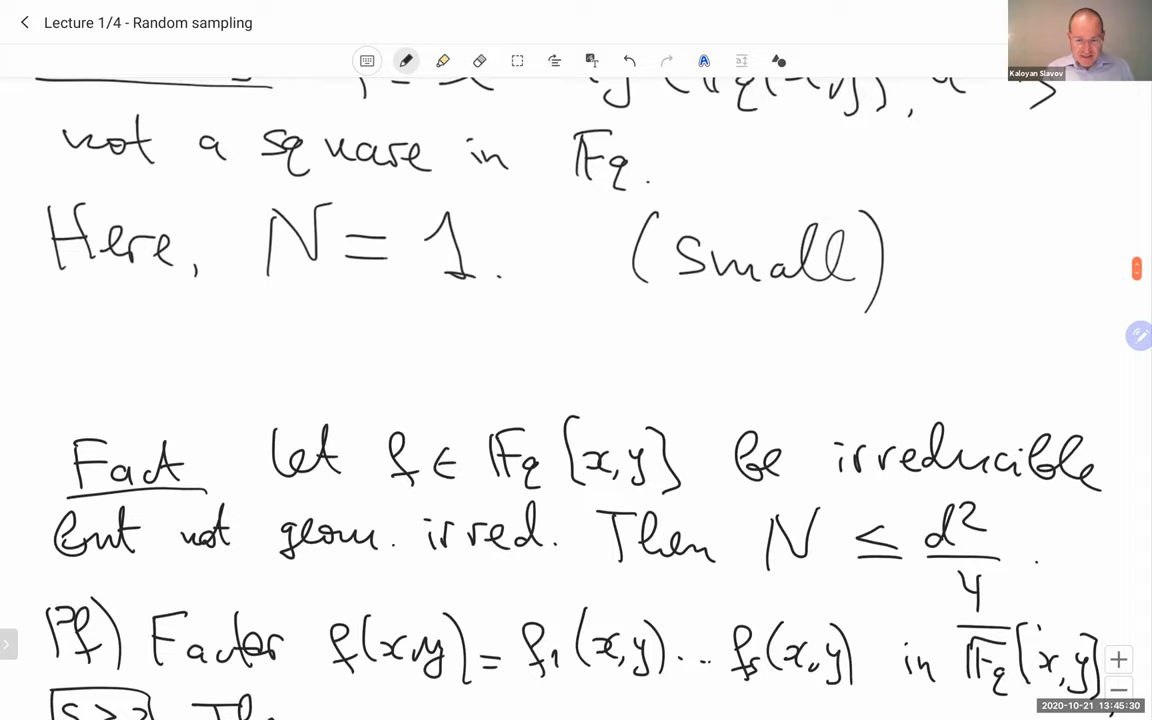 Lecture 1/4 - Random sampling
Kaloyan Slavov
not a square in 𝔽q.
Here, N = 1. (small)
Fact Let f ∈ 𝔽q[x,y] be irreducible
but not geom. irred. Then N ≤ d²/4.
Pf) Factor f(x,y) = f₁(x,y)... fₛ(x,y) in 𝔽̅q[x,y],
2020-10-21 13:45:30